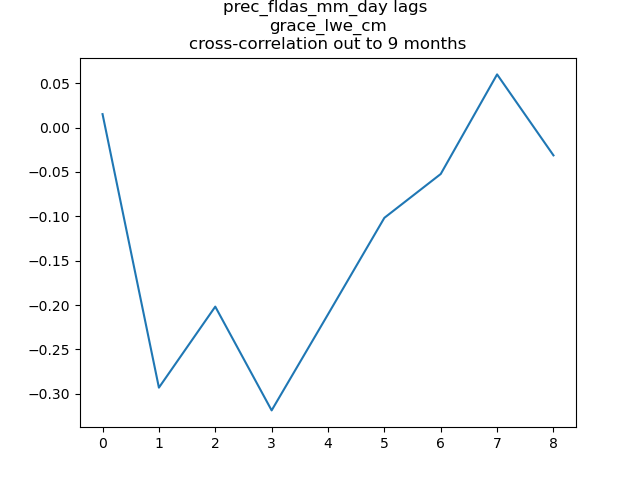 prec_fldas_mm_day lags
grace_lwe_cm
cross-correlation out to 9 months
0.05
0.00
−0.05
−0.10
−0.15
−0.20
−0.25
−0.30
0 1 2 3 4 5 6 7 8